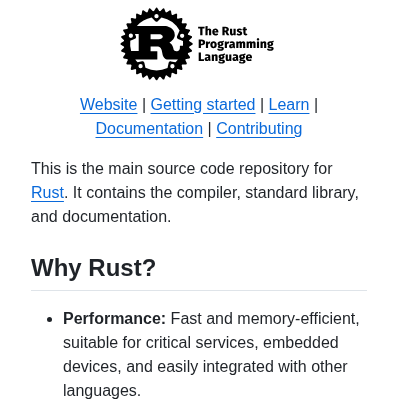 The Rust
Programming
Language
Website | Getting started | Learn |
Documentation | Contributing
This is the main source code repository for
Rust. It contains the compiler, standard library,
and documentation.
Why Rust?
• Performance: Fast and memory-efficient,
suitable for critical services, embedded
devices, and easily integrated with other
languages.